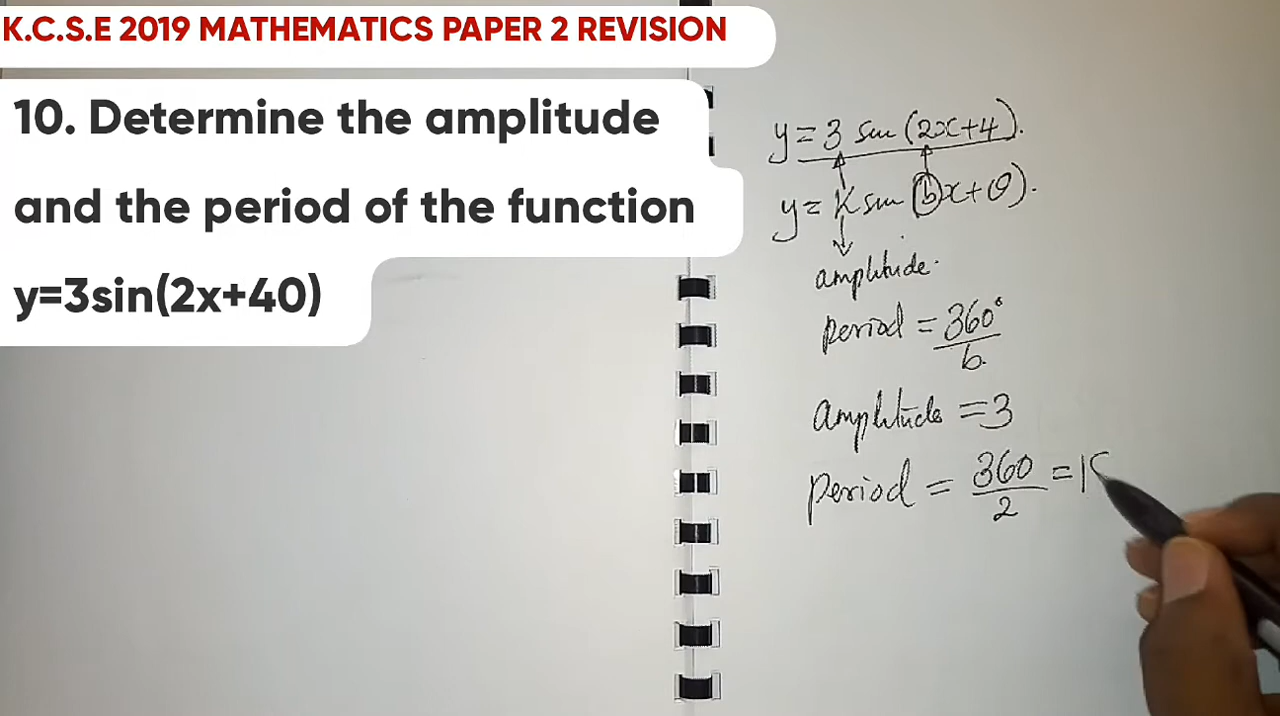 K.C.S.E 2019 MATHEMATICS PAPER 2 REVISION
10. Determine the amplitude
and the period of the function
y=3sin(2x+40)
y = 3 sin (2x+4).
y = K sin (b)x + θ).
amplitude.
period = 360°
b.
Amplitude = 3
Period = 360 = 18
2